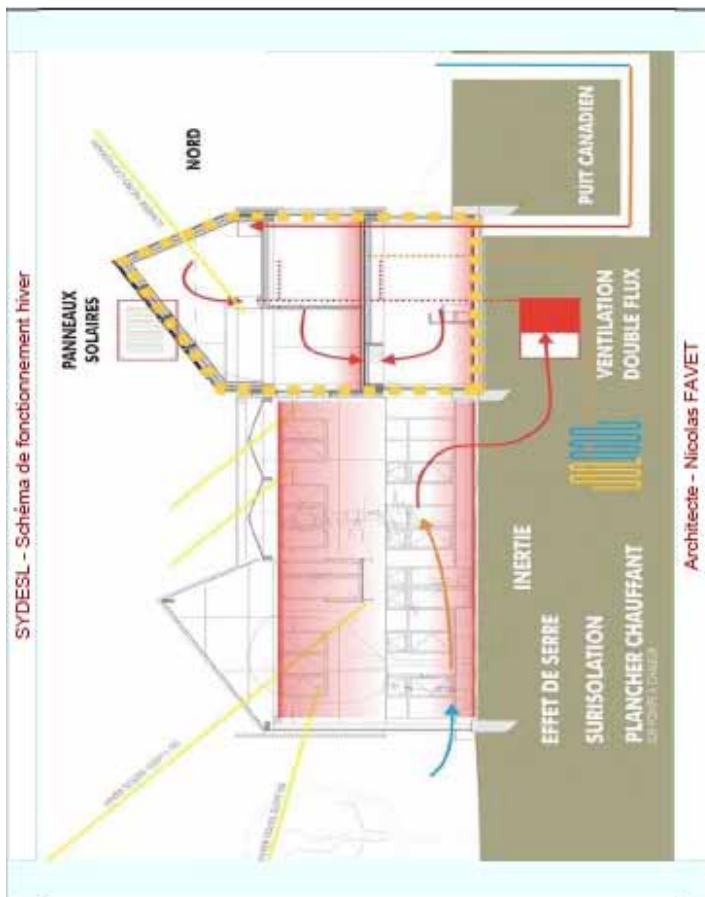 SYDESL - Schéma de fonctionnement hiver
PANNEAUX
SOLAIRES
NORD
PUIT CANADIEN
VENTILATION
DOUBLE FLUX
INERTIE
EFFET DE SERRE
SURISOLATION
PLANCHER CHAUFFANT
Architecte - Nicolas FAVET